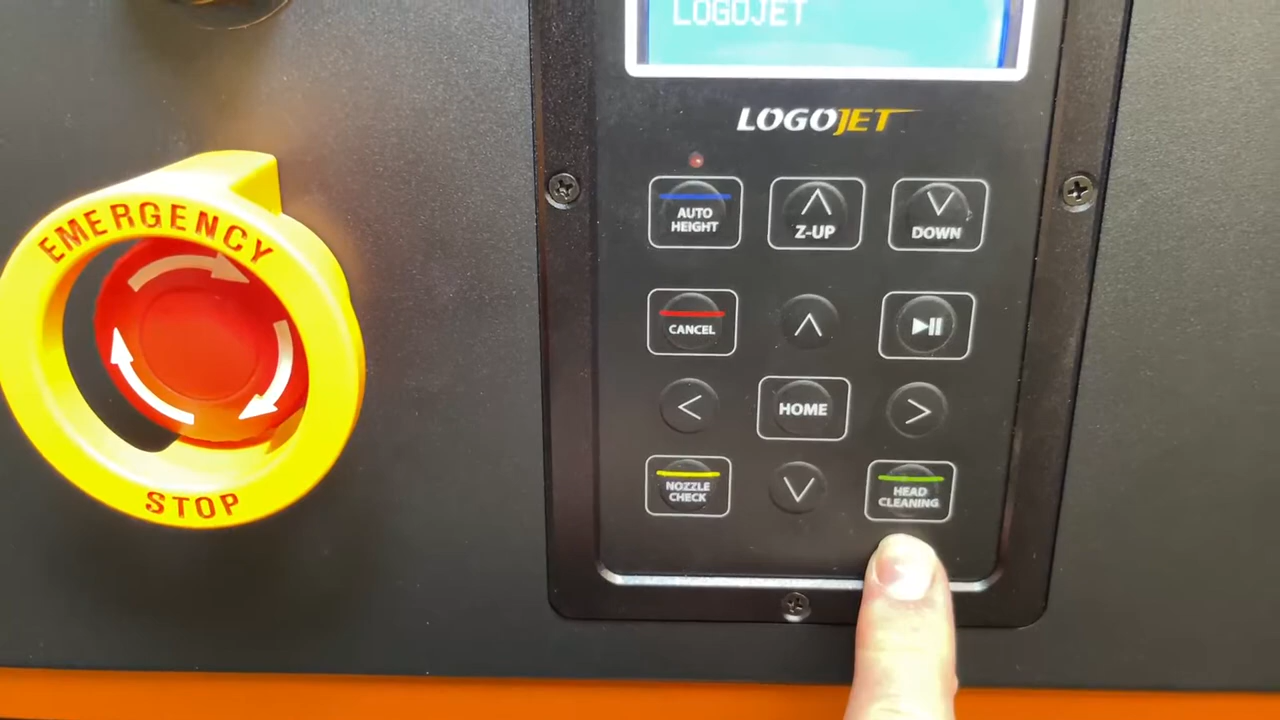 LOGOJET
LOGOJET
EMERGENCY
STOP
AUTO
HEIGHT
Z-UP
DOWN
CANCEL
HOME
NOZZLE
CHECK
HEAD
CLEANING